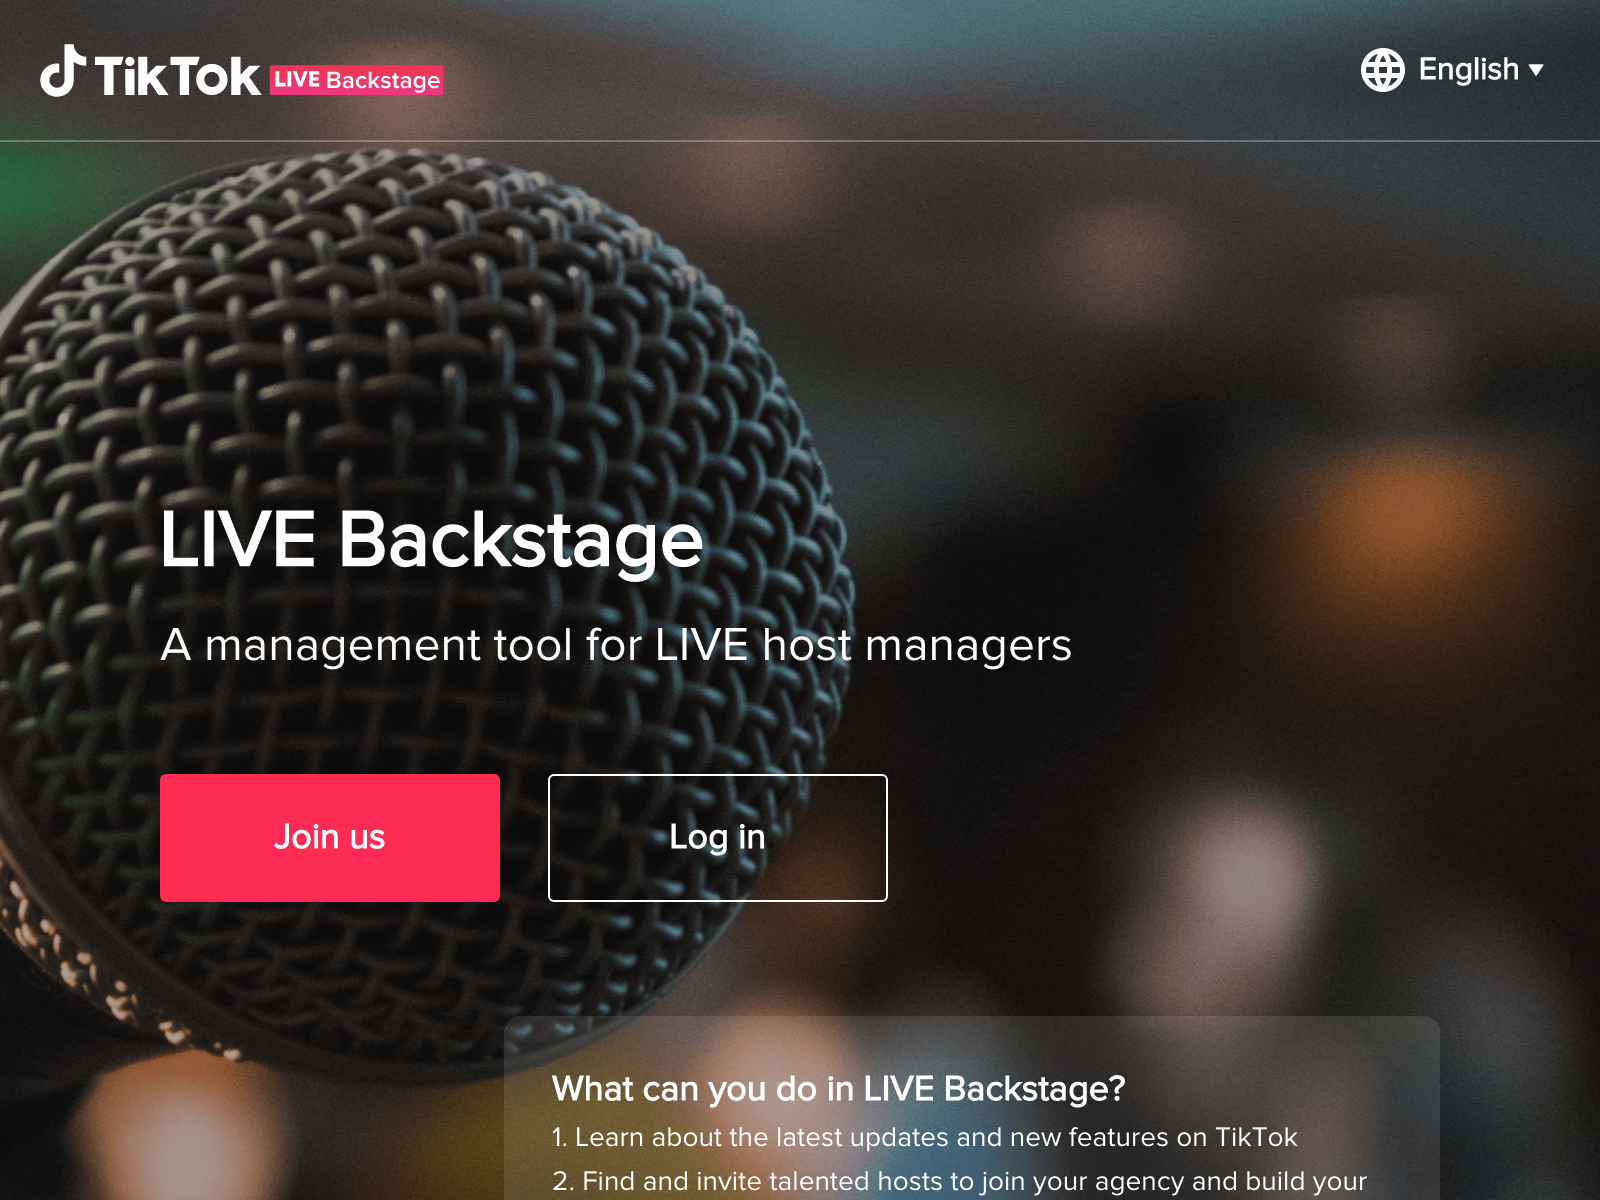 TikTok LIVE Backstage
English
LIVE Backstage
A management tool for LIVE host managers
Join us
Log in
What can you do in LIVE Backstage?
1. Learn about the latest updates and new features on TikTok
2. Find and invite talented hosts to join your agency and build your